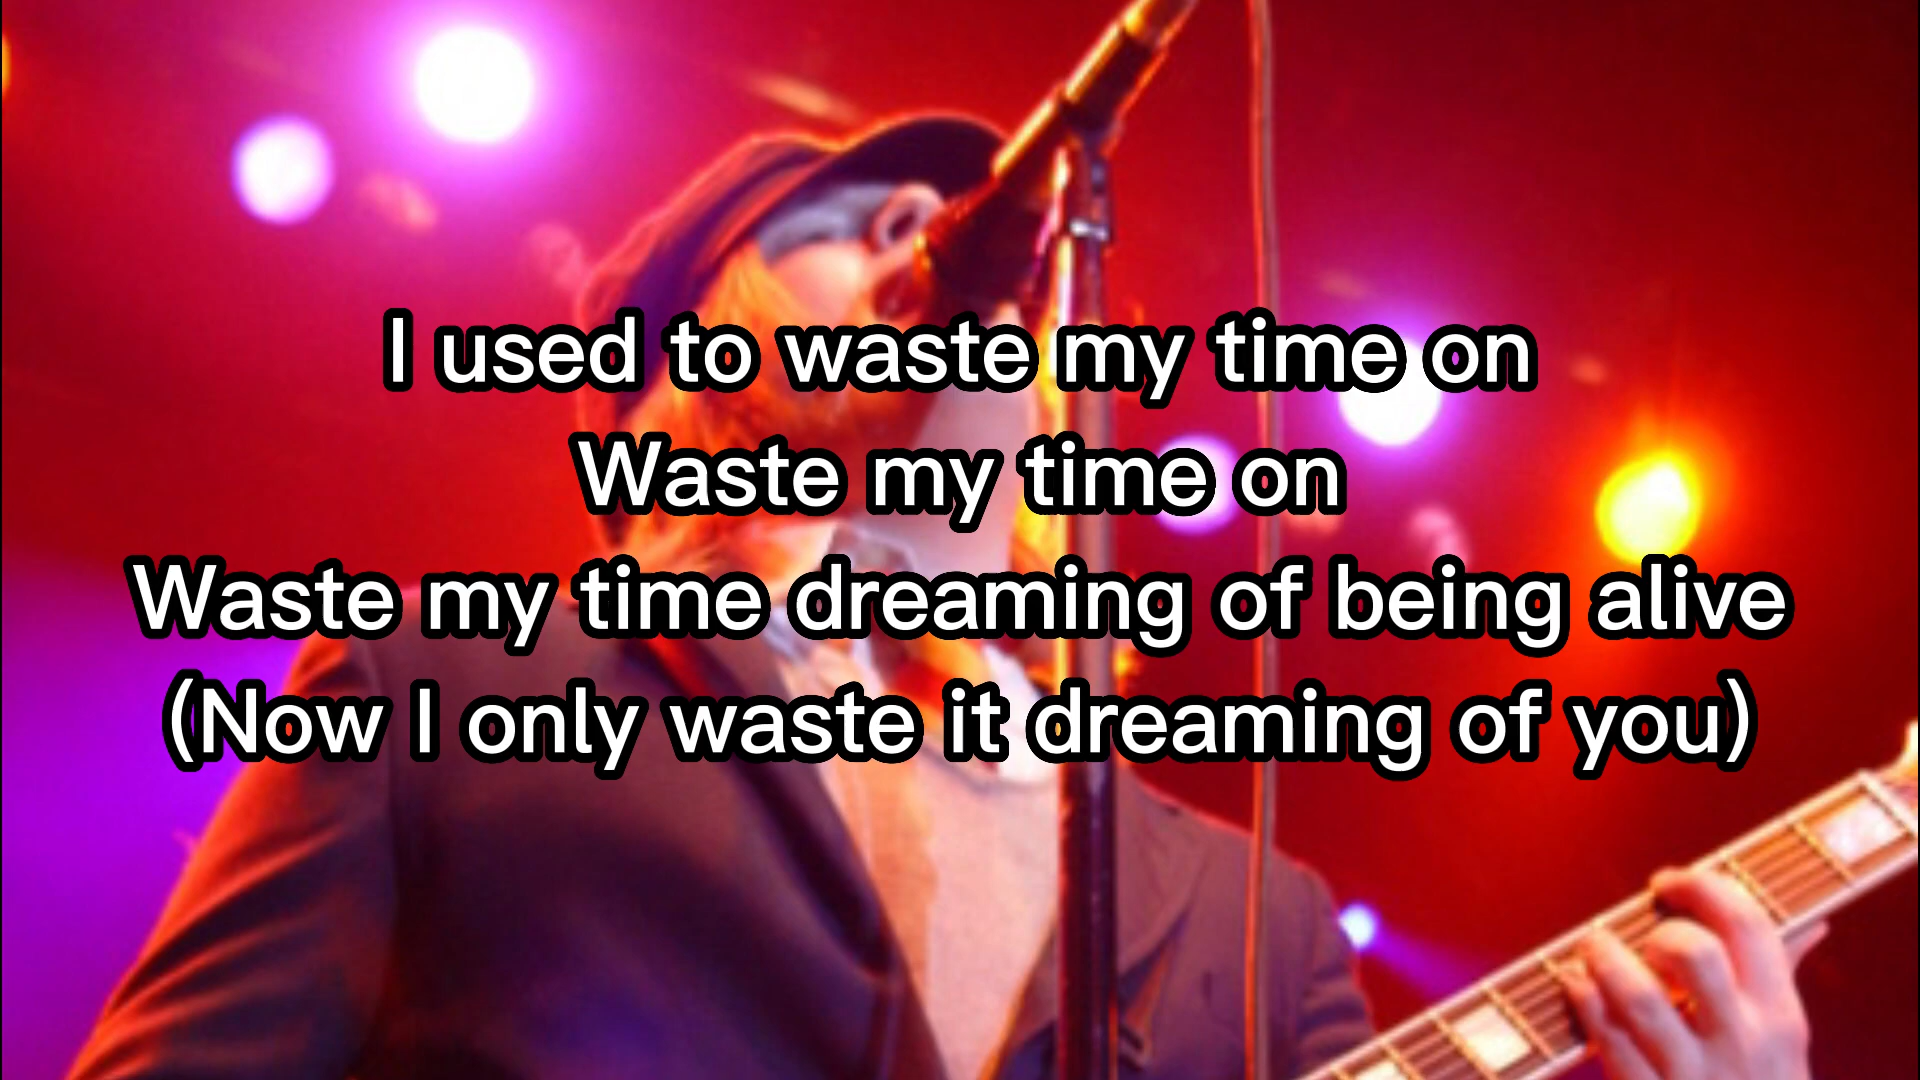 I used to waste my time on
Waste my time on
Waste my time dreaming of being alive
(Now I only waste it dreaming of you)